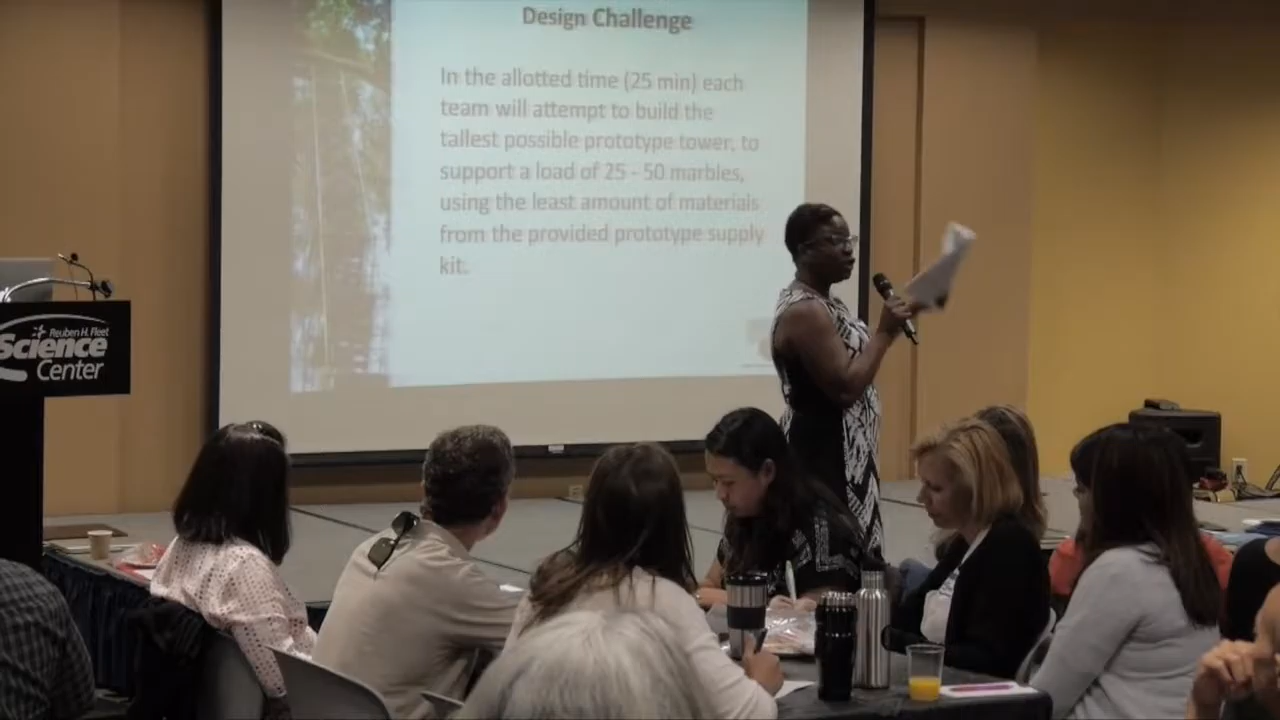 Design Challenge
In the allotted time (25 min) each
team will attempt to build the
tallest possible prototype tower, to
support a load of 25 - 50 marbles,
using the least amount of materials
from the provided prototype supply
kit.
Reuben H. Fleet
Science
Center